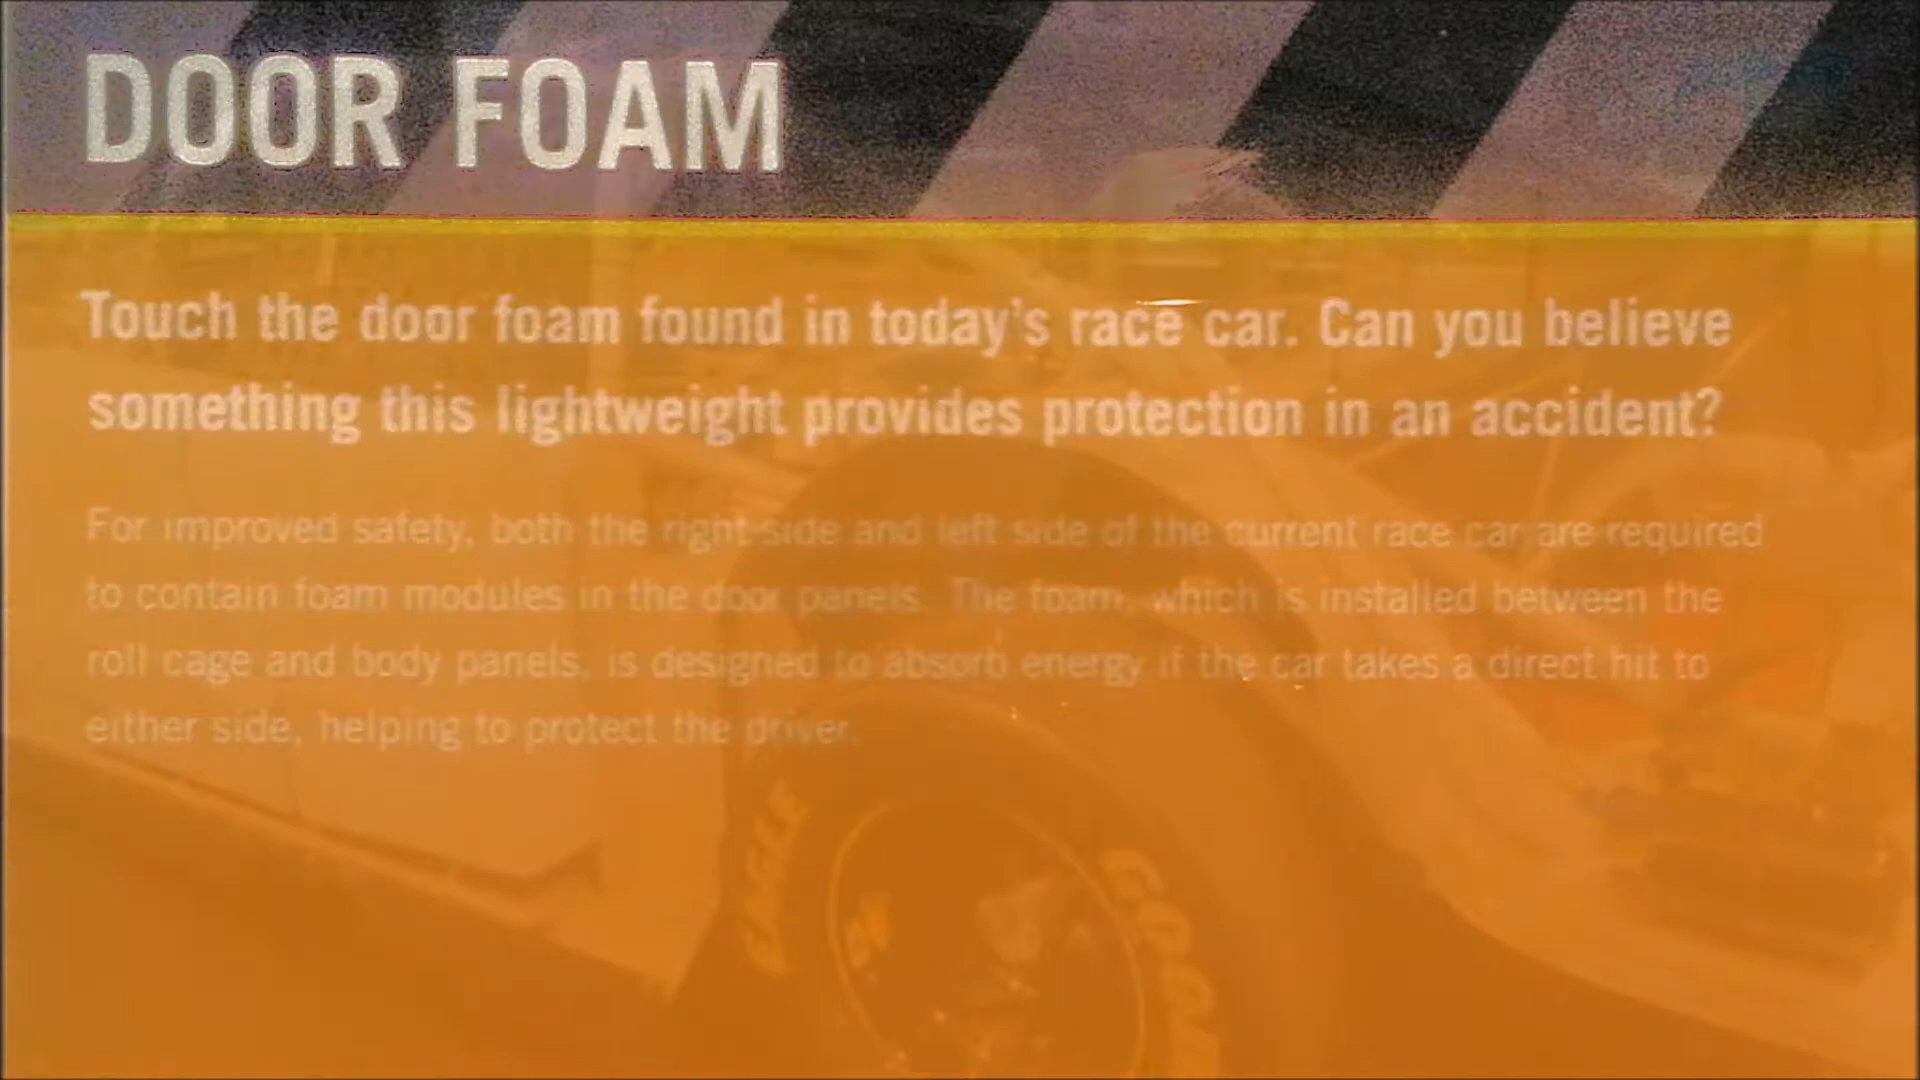 DOOR FOAM
Touch the door foam found in today's race car. Can you believe
something this lightweight provides protection in an accident?
For improved safety, both the right side and left side of the current race car are required
to contain foam modules in the door panels. The foam, which is installed between the
roll cage and body panels, is designed to absorb energy if the car takes a direct hit to
either side, helping to protect the driver.
EAGLE